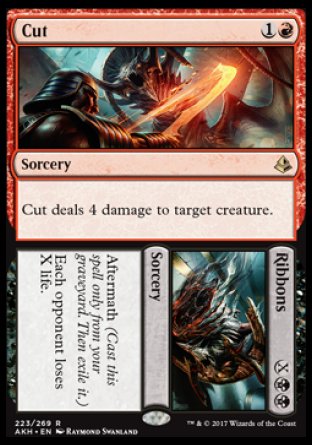 Cut 1
Sorcery
Cut deals 4 damage to target creature.
Ribbons X
Sorcery
Aftermath (Cast this
spell only from your
graveyard. Then exile it.)
Each opponent loses
X life.
223/269 R
AKH • EN RAYMOND SWANLAND
™ & © 2017 Wizards of the Coast